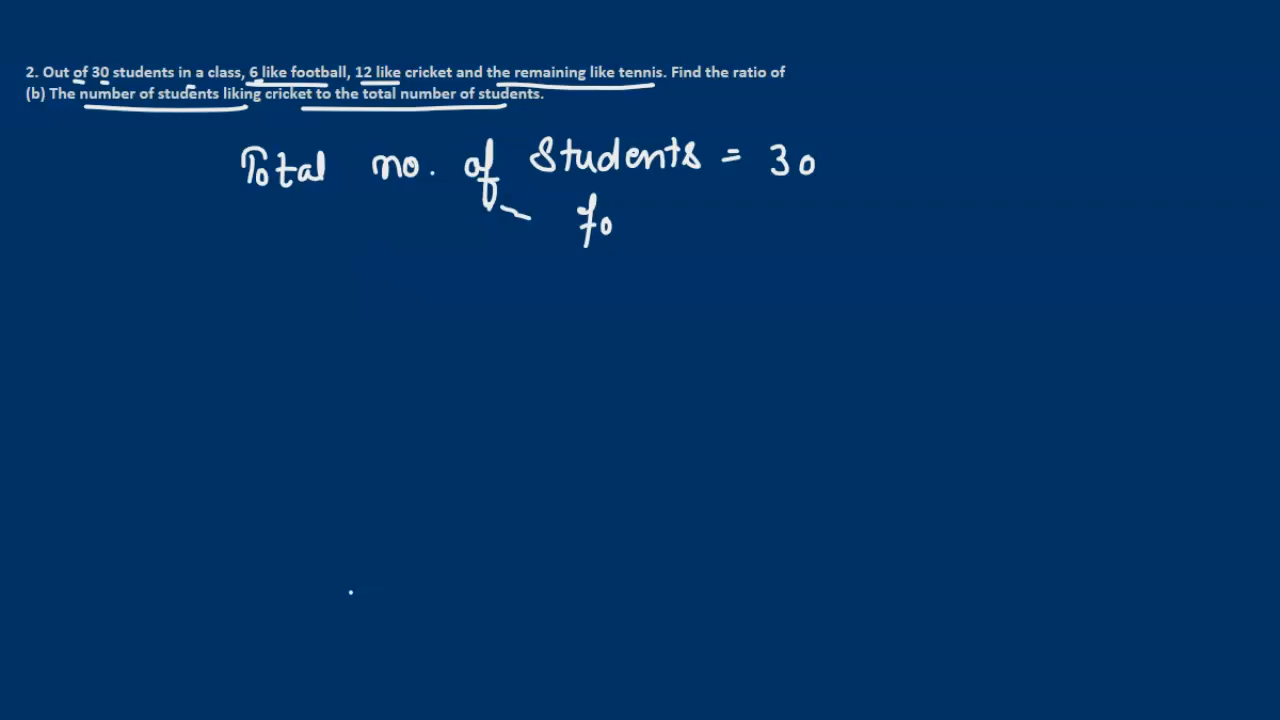 2. Out of 30 students in a class, 6 like football, 12 like cricket and the remaining like tennis. Find the ratio of
(b) The number of students liking cricket to the total number of students.
Total no. of Students = 30
fo